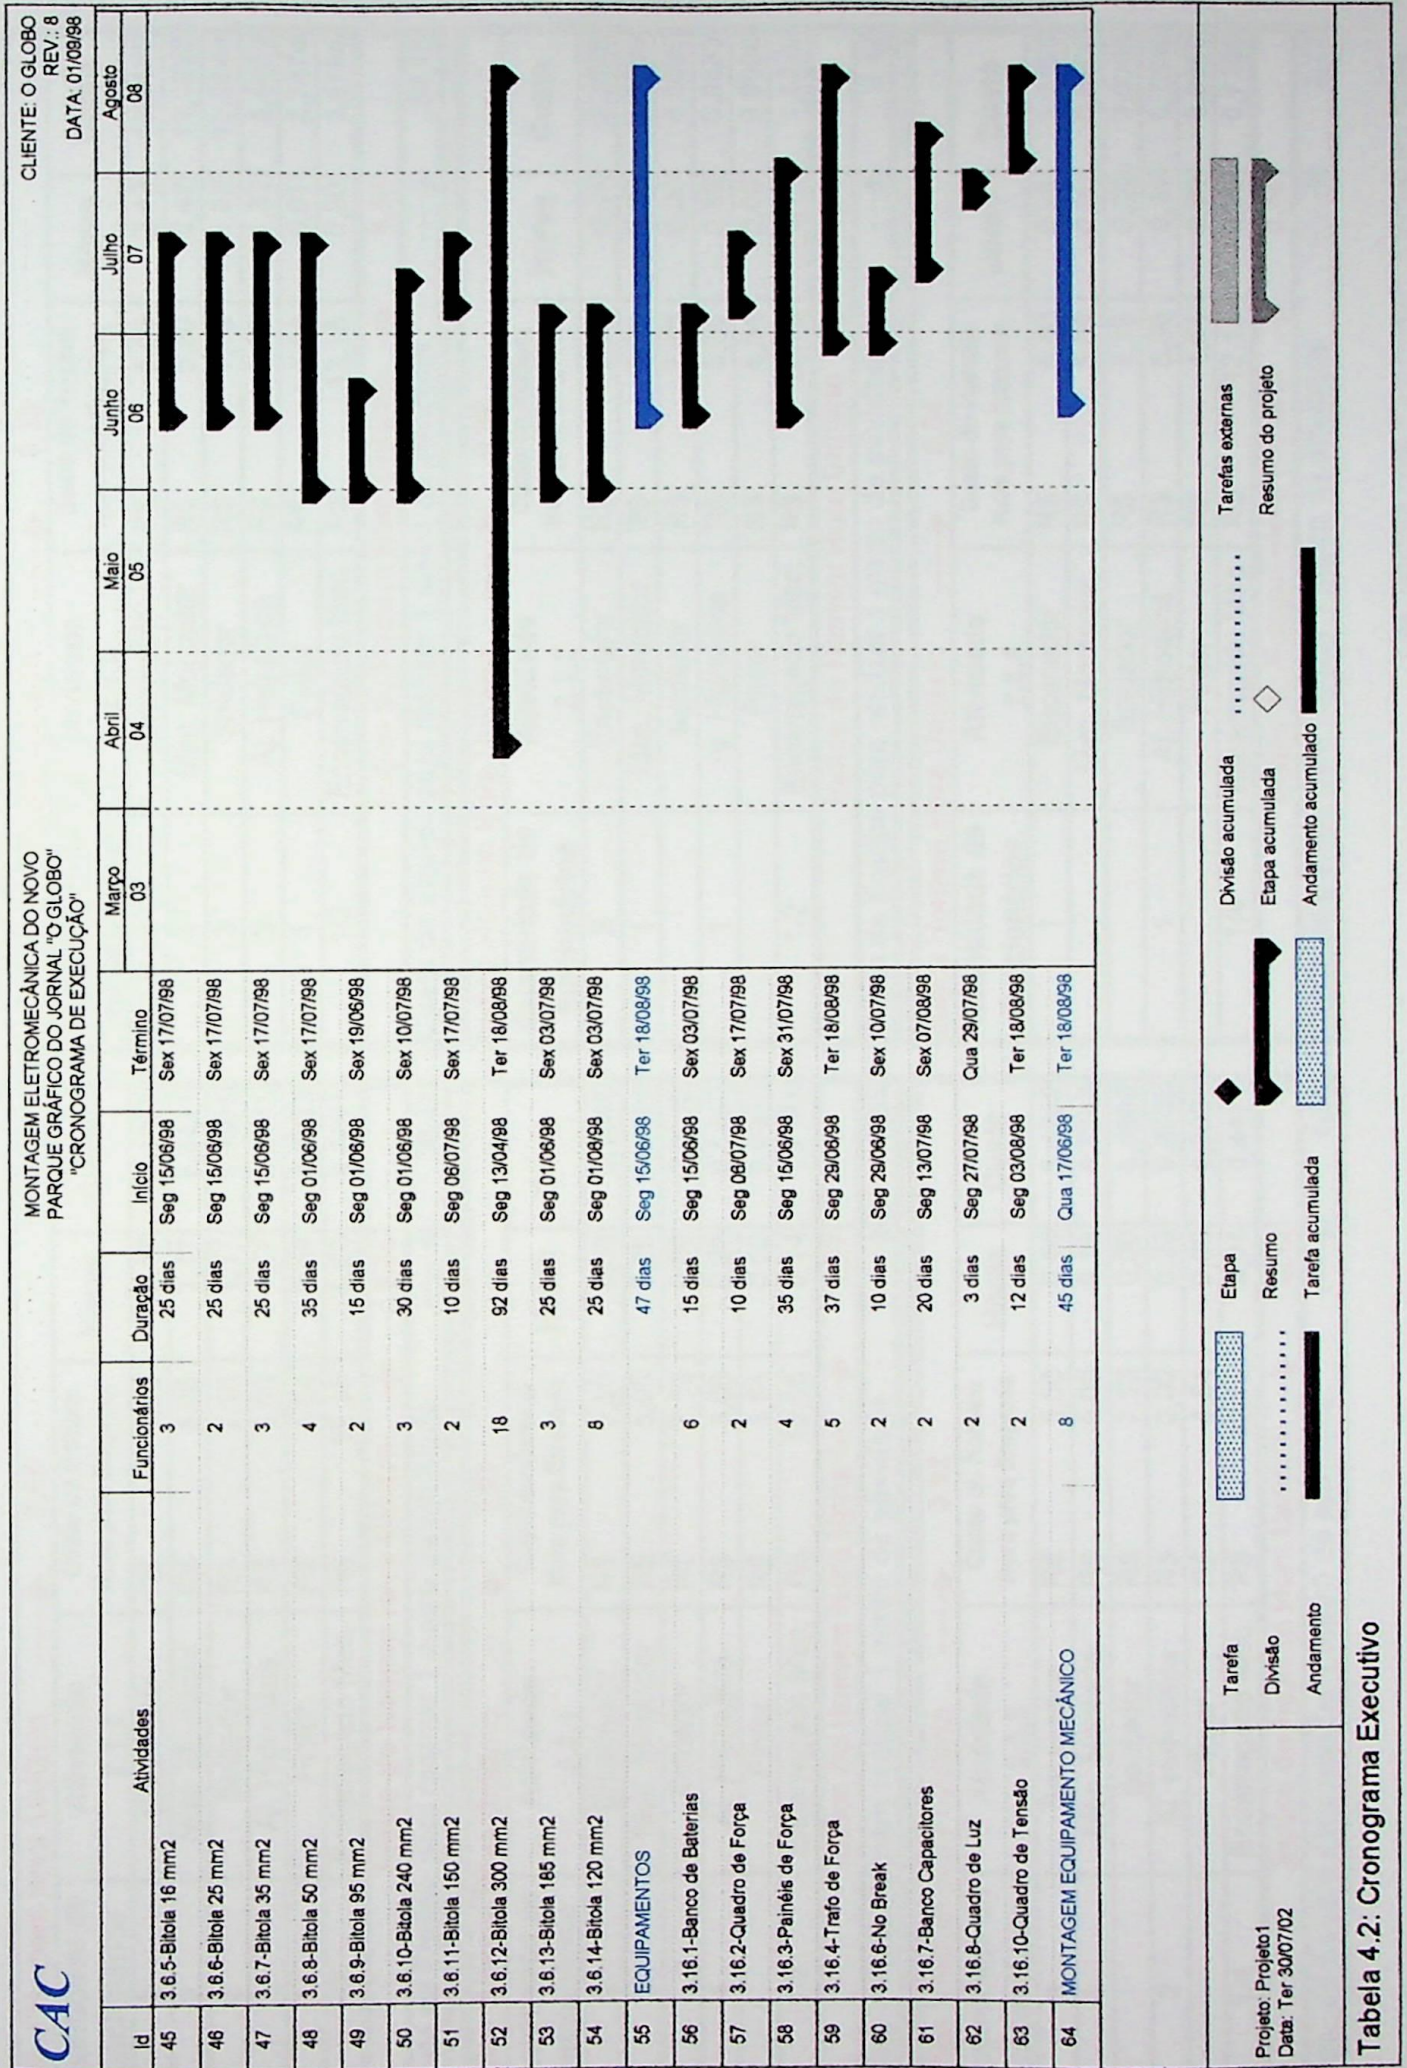 CAC
MONTAGEM ELETROMECÂNICA DO NOVO
PARQUE GRÁFICO DO JORNAL "O GLOBO"
"CRONOGRAMA DE EXECUÇÃO"
CLIENTE: O GLOBO
REV.: 8
DATA: 01/09/98
Id Atividades Funcionários Duração Início Término Março Abril Maio Junho Julho Agosto
03 04 05 06 07 08
45 3.6.5-Bitola 16 mm2 3 25 dias Seg 15/06/98 Sex 17/07/98
46 3.6.6-Bitola 25 mm2 2 25 dias Seg 15/06/98 Sex 17/07/98
47 3.6.7-Bitola 35 mm2 3 25 dias Seg 15/06/98 Sex 17/07/98
48 3.6.8-Bitola 50 mm2 4 35 dias Seg 01/06/98 Sex 17/07/98
49 3.6.9-Bitola 95 mm2 2 15 dias Seg 01/06/98 Sex 19/06/98
50 3.6.10-Bitola 240 mm2 3 30 dias Seg 01/06/98 Sex 10/07/98
51 3.6.11-Bitola 150 mm2 2 10 dias Seg 06/07/98 Sex 17/07/98
52 3.6.12-Bitola 300 mm2 18 92 dias Seg 13/04/98 Ter 18/08/98
53 3.6.13-Bitola 185 mm2 3 25 dias Seg 01/06/98 Sex 03/07/98
54 3.6.14-Bitola 120 mm2 8 25 dias Seg 01/06/98 Sex 03/07/98
55 EQUIPAMENTOS 47 dias Seg 15/06/98 Ter 18/08/98
56 3.16.1-Banco de Baterias 6 15 dias Seg 15/06/98 Sex 03/07/98
57 3.16.2-Quadro de Força 2 10 dias Seg 06/07/98 Sex 17/07/98
58 3.16.3-Painéis de Força 4 35 dias Seg 15/06/98 Sex 31/07/98
59 3.16.4-Trafo de Força 5 37 dias Seg 29/06/98 Ter 18/08/98
60 3.16.6-No Break 2 10 dias Seg 29/06/98 Sex 10/07/98
61 3.16.7-Banco Capacitores 2 20 dias Seg 13/07/98 Sex 07/08/98
62 3.16.8-Quadro de Luz 2 3 dias Seg 27/07/98 Qua 29/07/98
63 3.16.10-Quadro de Tensão 2 12 dias Seg 03/08/98 Ter 18/08/98
64 MONTAGEM EQUIPAMENTO MECÂNICO 8 45 dias Qua 17/06/98 Ter 18/08/98
Projeto: Projeto1
Data: Ter 30/07/02
Tarefa Etapa Divisão acumulada Tarefas externas
Divisão Resumo Etapa acumulada Resumo do projeto
Andamento Tarefa acumulada Andamento acumulado
Tabela 4.2: Cronograma Executivo